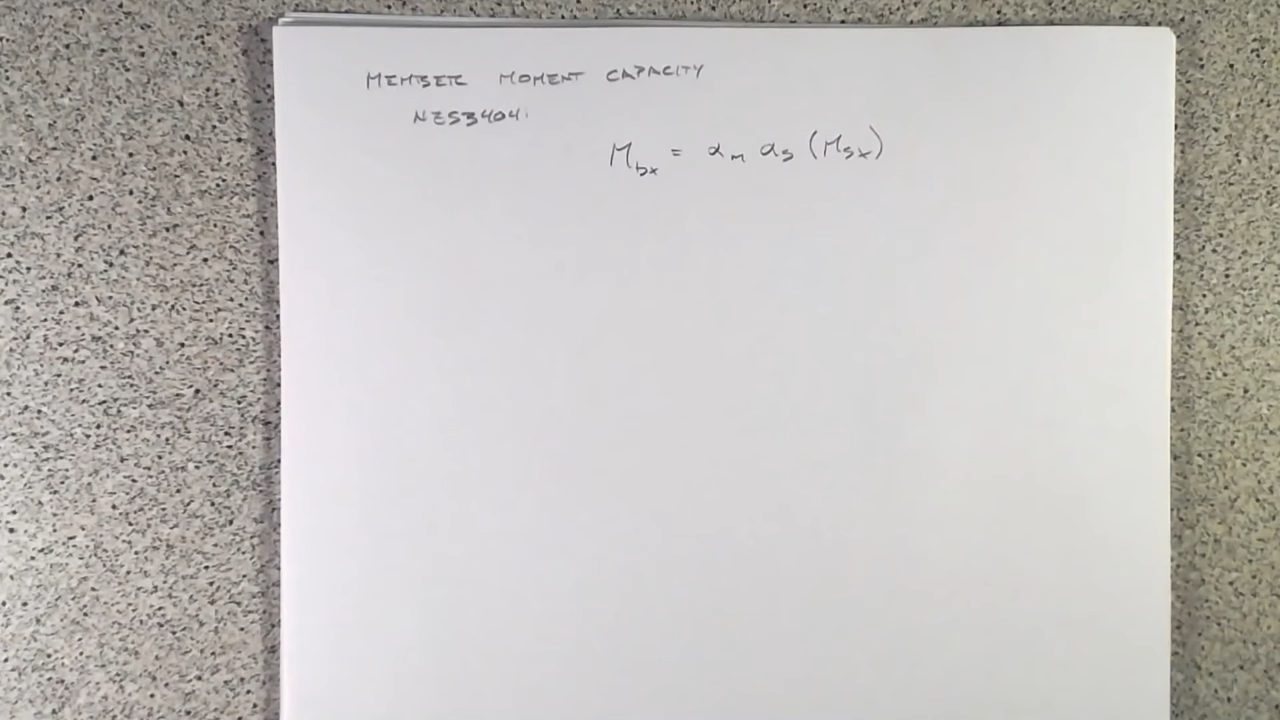 MEMBER MOMENT CAPACITY
NZS3404:
M_bx = α_m α_s (M_sx)